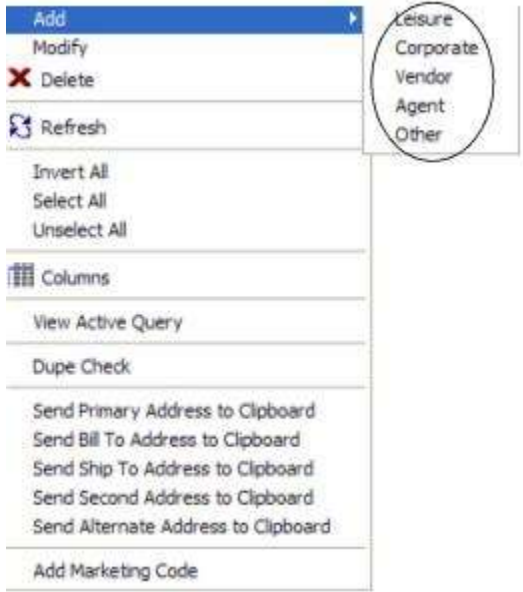 Add
Modify
Delete
Refresh
Invert All
Select All
Unselect All
Columns
View Active Query
Dupe Check
Send Primary Address to Clipboard
Send Bill To Address to Clipboard
Send Ship To Address to Clipboard
Send Second Address to Clipboard
Send Alternate Address to Clipboard
Add Marketing Code
Leisure
Corporate
Vendor
Agent
Other